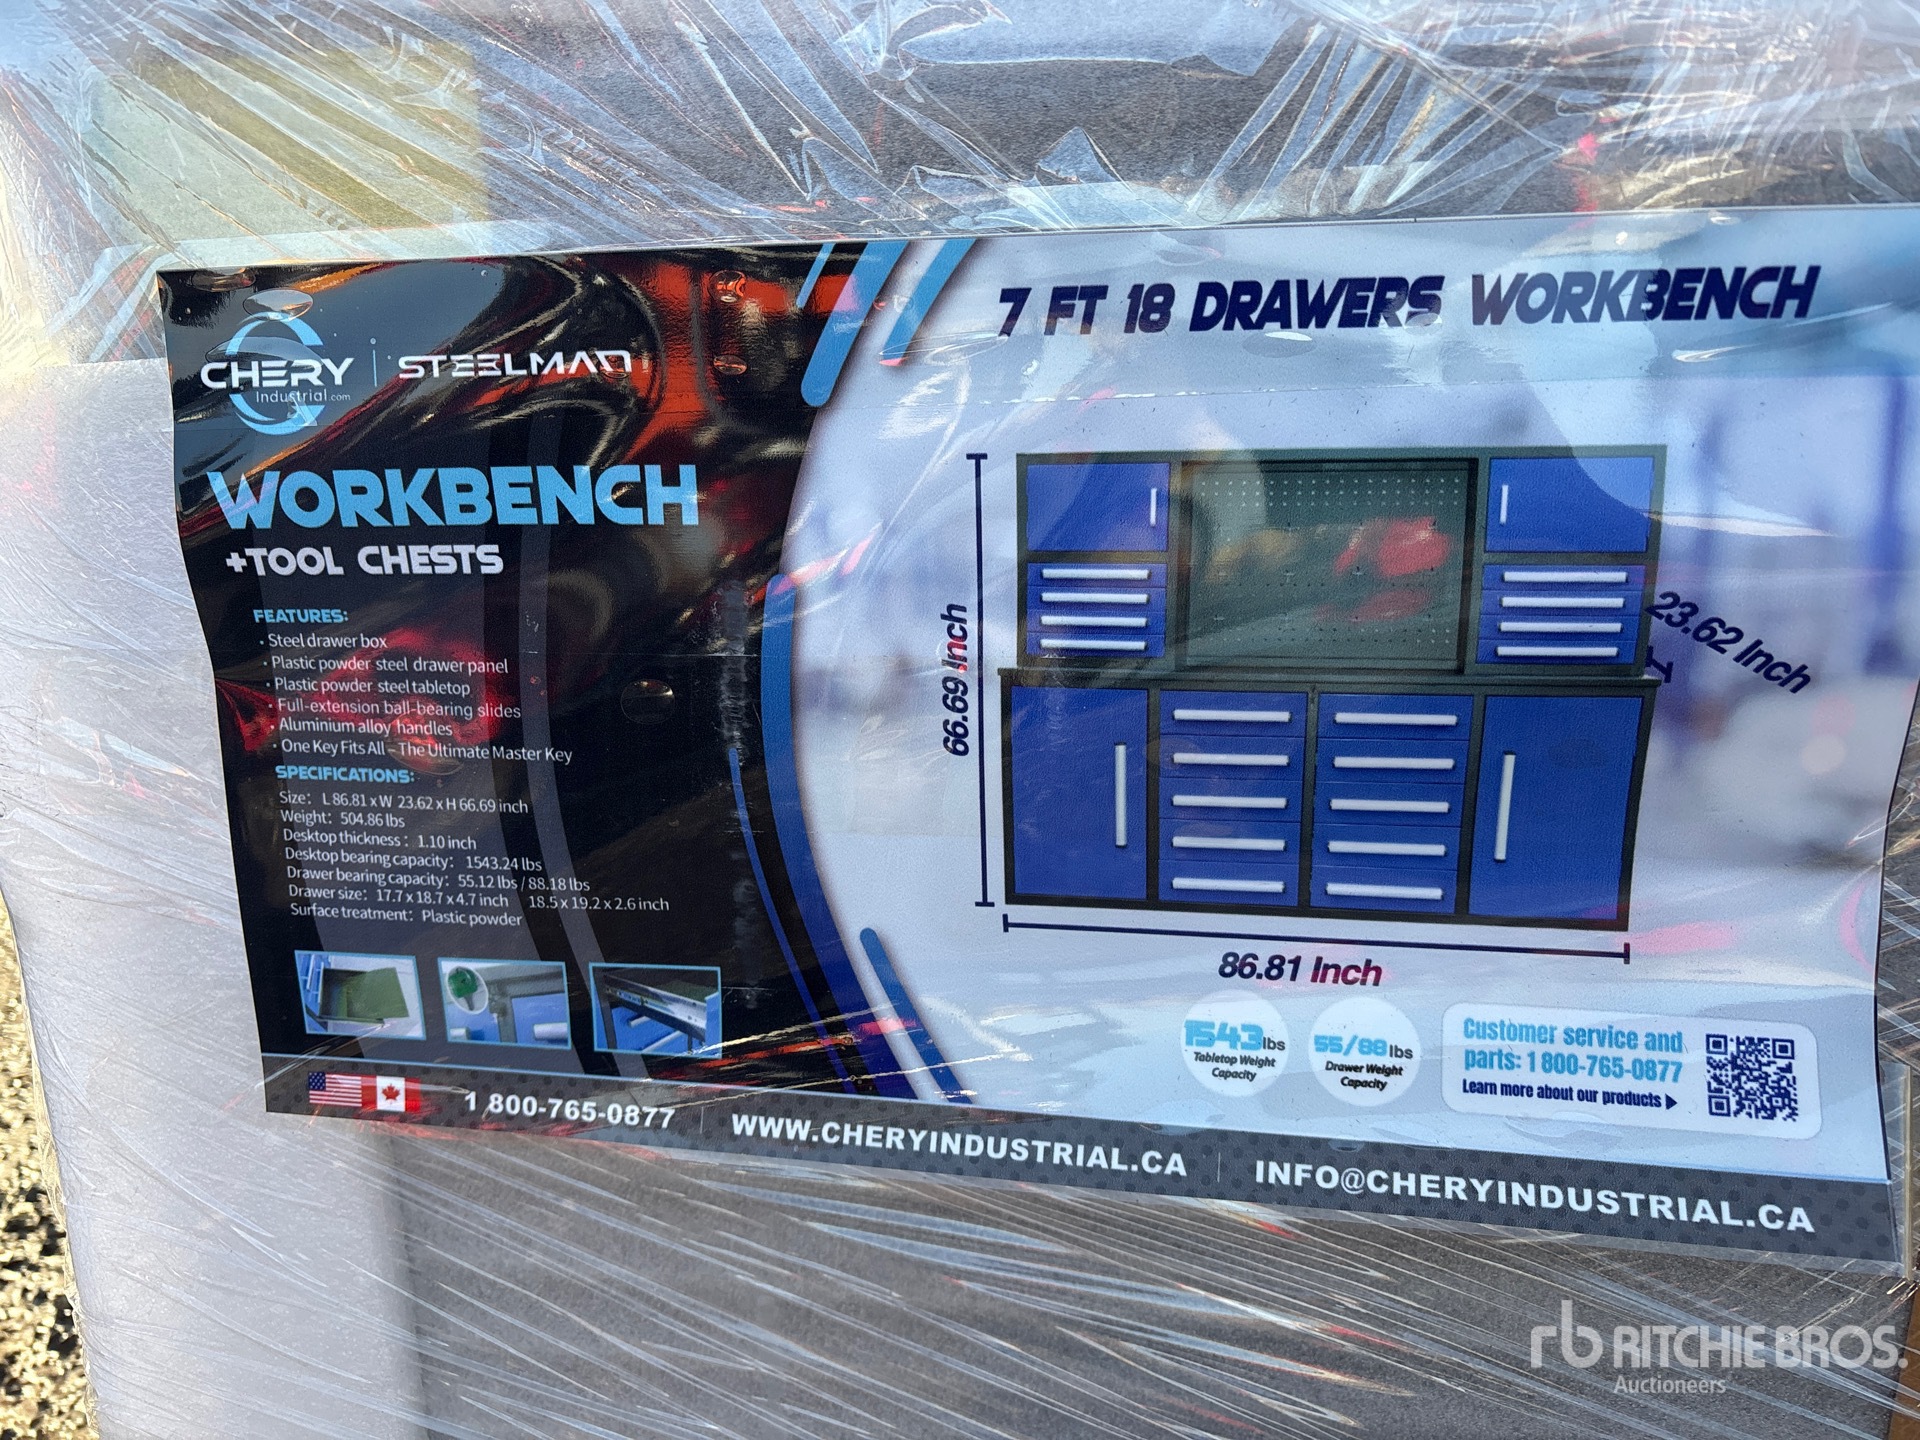 CHERY | STEELMAN
Industrial.com
WORKBENCH
+TOOL CHESTS
FEATURES:
· Steel drawer box
· Plastic powder steel drawer panel
· Plastic powder steel tabletop
· Full-extension ball-bearing slides
· Aluminium alloy handles
· One Key Fits All – The Ultimate Master Key
SPECIFICATIONS:
Size: L 86.81 x W 23.62 x H 66.69 inch
Weight: 504.86 lbs
Desktop thickness: 1.10 inch
Desktop bearing capacity: 1543.24 lbs
Drawer bearing capacity: 55.12 lbs / 88.18 lbs
Drawer size: 17.7 x 18.7 x 4.7 inch 18.5 x 19.2 x 2.6 inch
Surface treatment: Plastic powder
7 FT 18 DRAWERS WORKBENCH
66.69 Inch
23.62 Inch
86.81 Inch
1543 lbs
Tabletop Weight
Capacity
55/88 lbs
Drawer Weight
Capacity
Customer service and
parts: 1 800-765-0877
Learn more about our products ▶
1 800-765-0877 | WWW.CHERYINDUSTRIAL.CA | INFO@CHERYINDUSTRIAL.CA
rb RITCHIE BROS.
Auctioneers